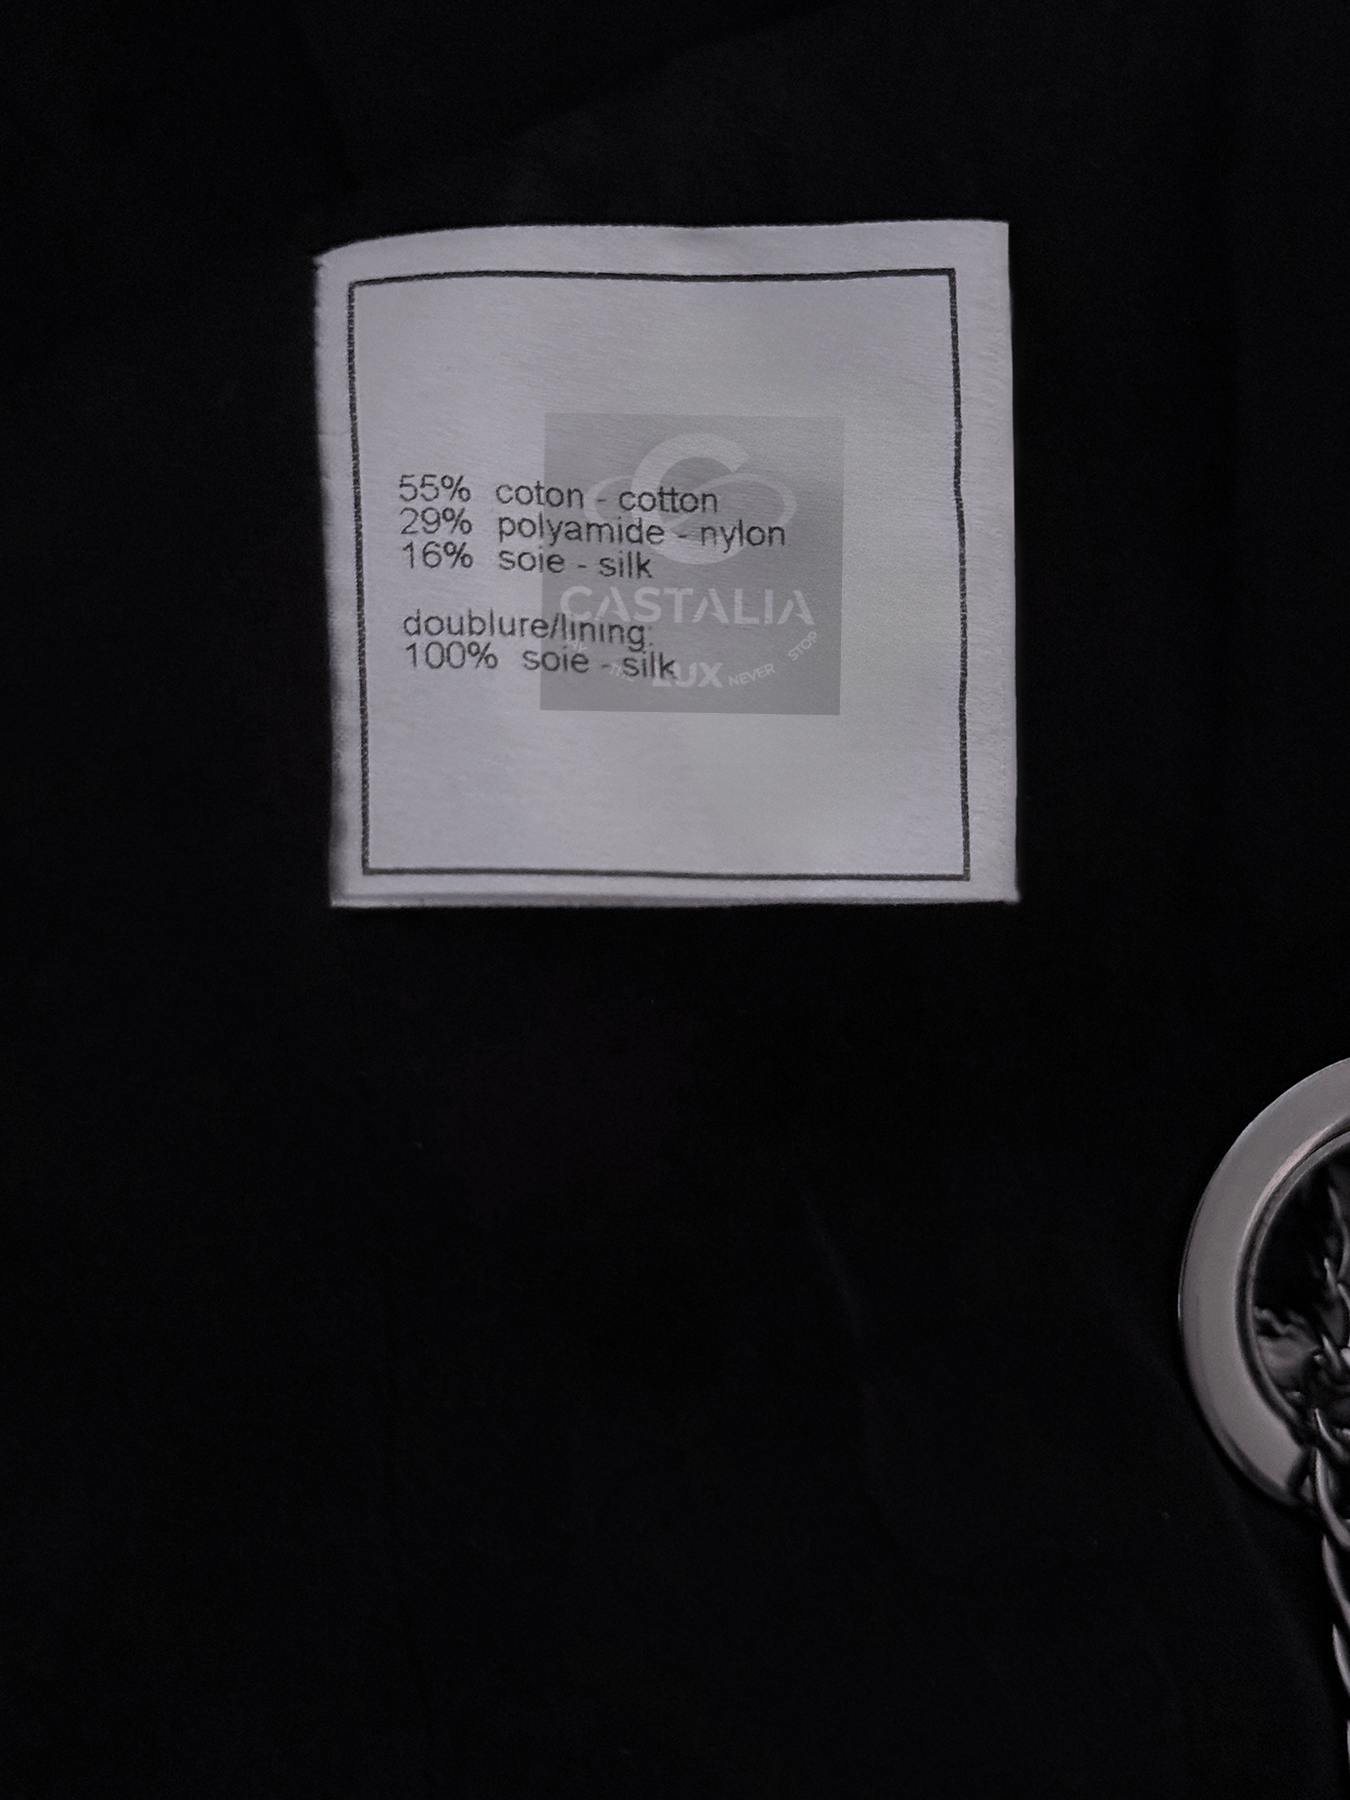 55% coton - cotton
29% polyamide - nylon
16% soie - silk
doublure/lining:
100% soie - silk
CASTALIA
LUX
NEVER STOP